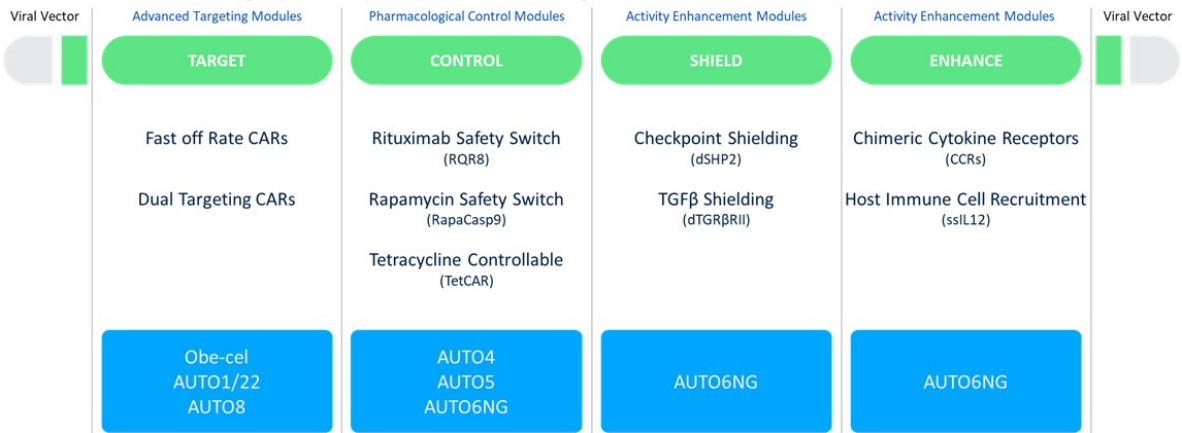 Viral Vector
Advanced Targeting Modules
Pharmacological Control Modules
Activity Enhancement Modules
Activity Enhancement Modules
Viral Vector
TARGET
CONTROL
SHIELD
ENHANCE
Fast off Rate CARs
Dual Targeting CARs
Rituximab Safety Switch
(RQR8)
Rapamycin Safety Switch
(RapaCasp9)
Tetracycline Controllable
(TetCAR)
Checkpoint Shielding
(dSHP2)
TGFβ Shielding
(dTGRβRII)
Chimeric Cytokine Receptors
(CCRs)
Host Immune Cell Recruitment
(ssIL12)
Obe-cel
AUTO1/22
AUTO8
AUTO4
AUTO5
AUTO6NG
AUTO6NG
AUTO6NG